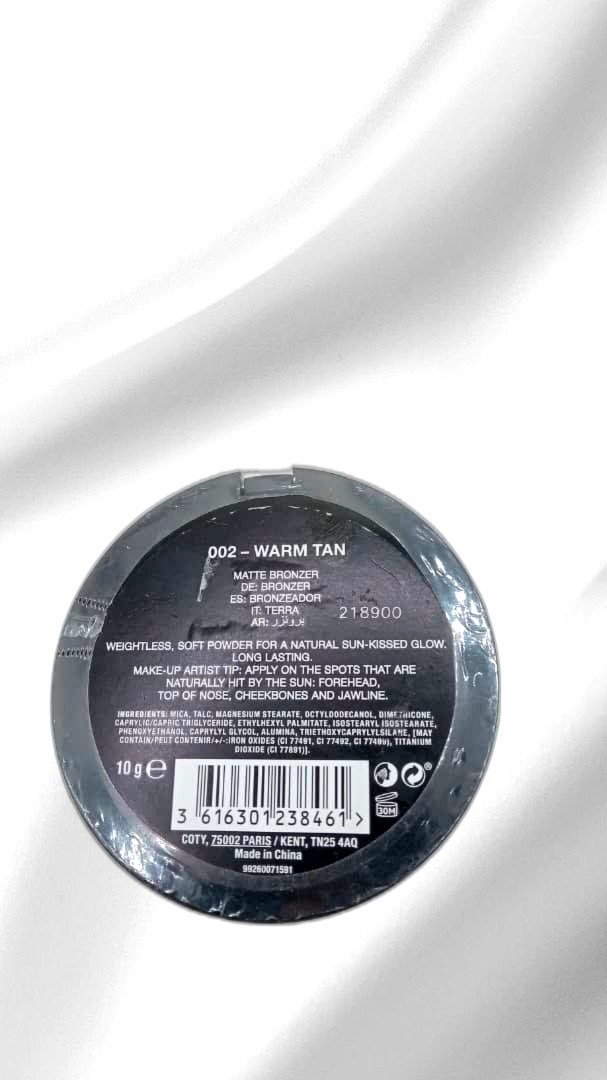 002 – WARM TAN
MATTE BRONZER
DE: BRONZER
ES: BRONZEADOR
IT: TERRA
AR: برونزر
218900
WEIGHTLESS, SOFT POWDER FOR A NATURAL SUN-KISSED GLOW.
LONG LASTING.
MAKE-UP ARTIST TIP: APPLY ON THE SPOTS THAT ARE
NATURALLY HIT BY THE SUN: FOREHEAD,
TOP OF NOSE, CHEEKBONES AND JAWLINE.
INGREDIENTS: MICA, TALC, MAGNESIUM STEARATE, OCTYLDODECANOL, DIMETHICONE,
CAPRYLIC/CAPRIC TRIGLYCERIDE, ETHYLHEXYL PALMITATE, ISOSTEARYL ISOSTEARATE,
PHENOXYETHANOL, CAPRYLYL GLYCOL, ALUMINA, TRIETHOXYCAPRYLYLSILANE, [MAY
CONTAIN/PEUT CONTENIR/+/-:IRON OXIDES (CI 77491, CI 77492, CI 77499), TITANIUM
DIOXIDE (CI 77891)].
10 g e
30M
3 616301 238461 >
COTY, 75002 PARIS / KENT, TN25 4AQ
Made in China
99260071591